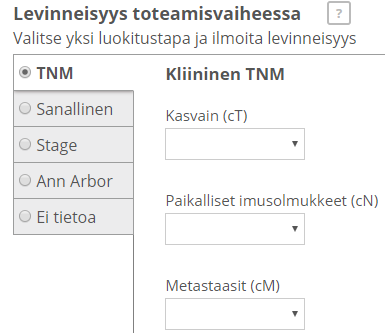 Levinneisyys toteamisvaiheessa ?
Valitse yksi luokitustapa ja ilmoita levinneisyys
TNM
Sanallinen
Stage
Ann Arbor
Ei tietoa
Kliininen TNM
Kasvain (cT)
Paikalliset imusolmukkeet (cN)
Metastaasit (cM)